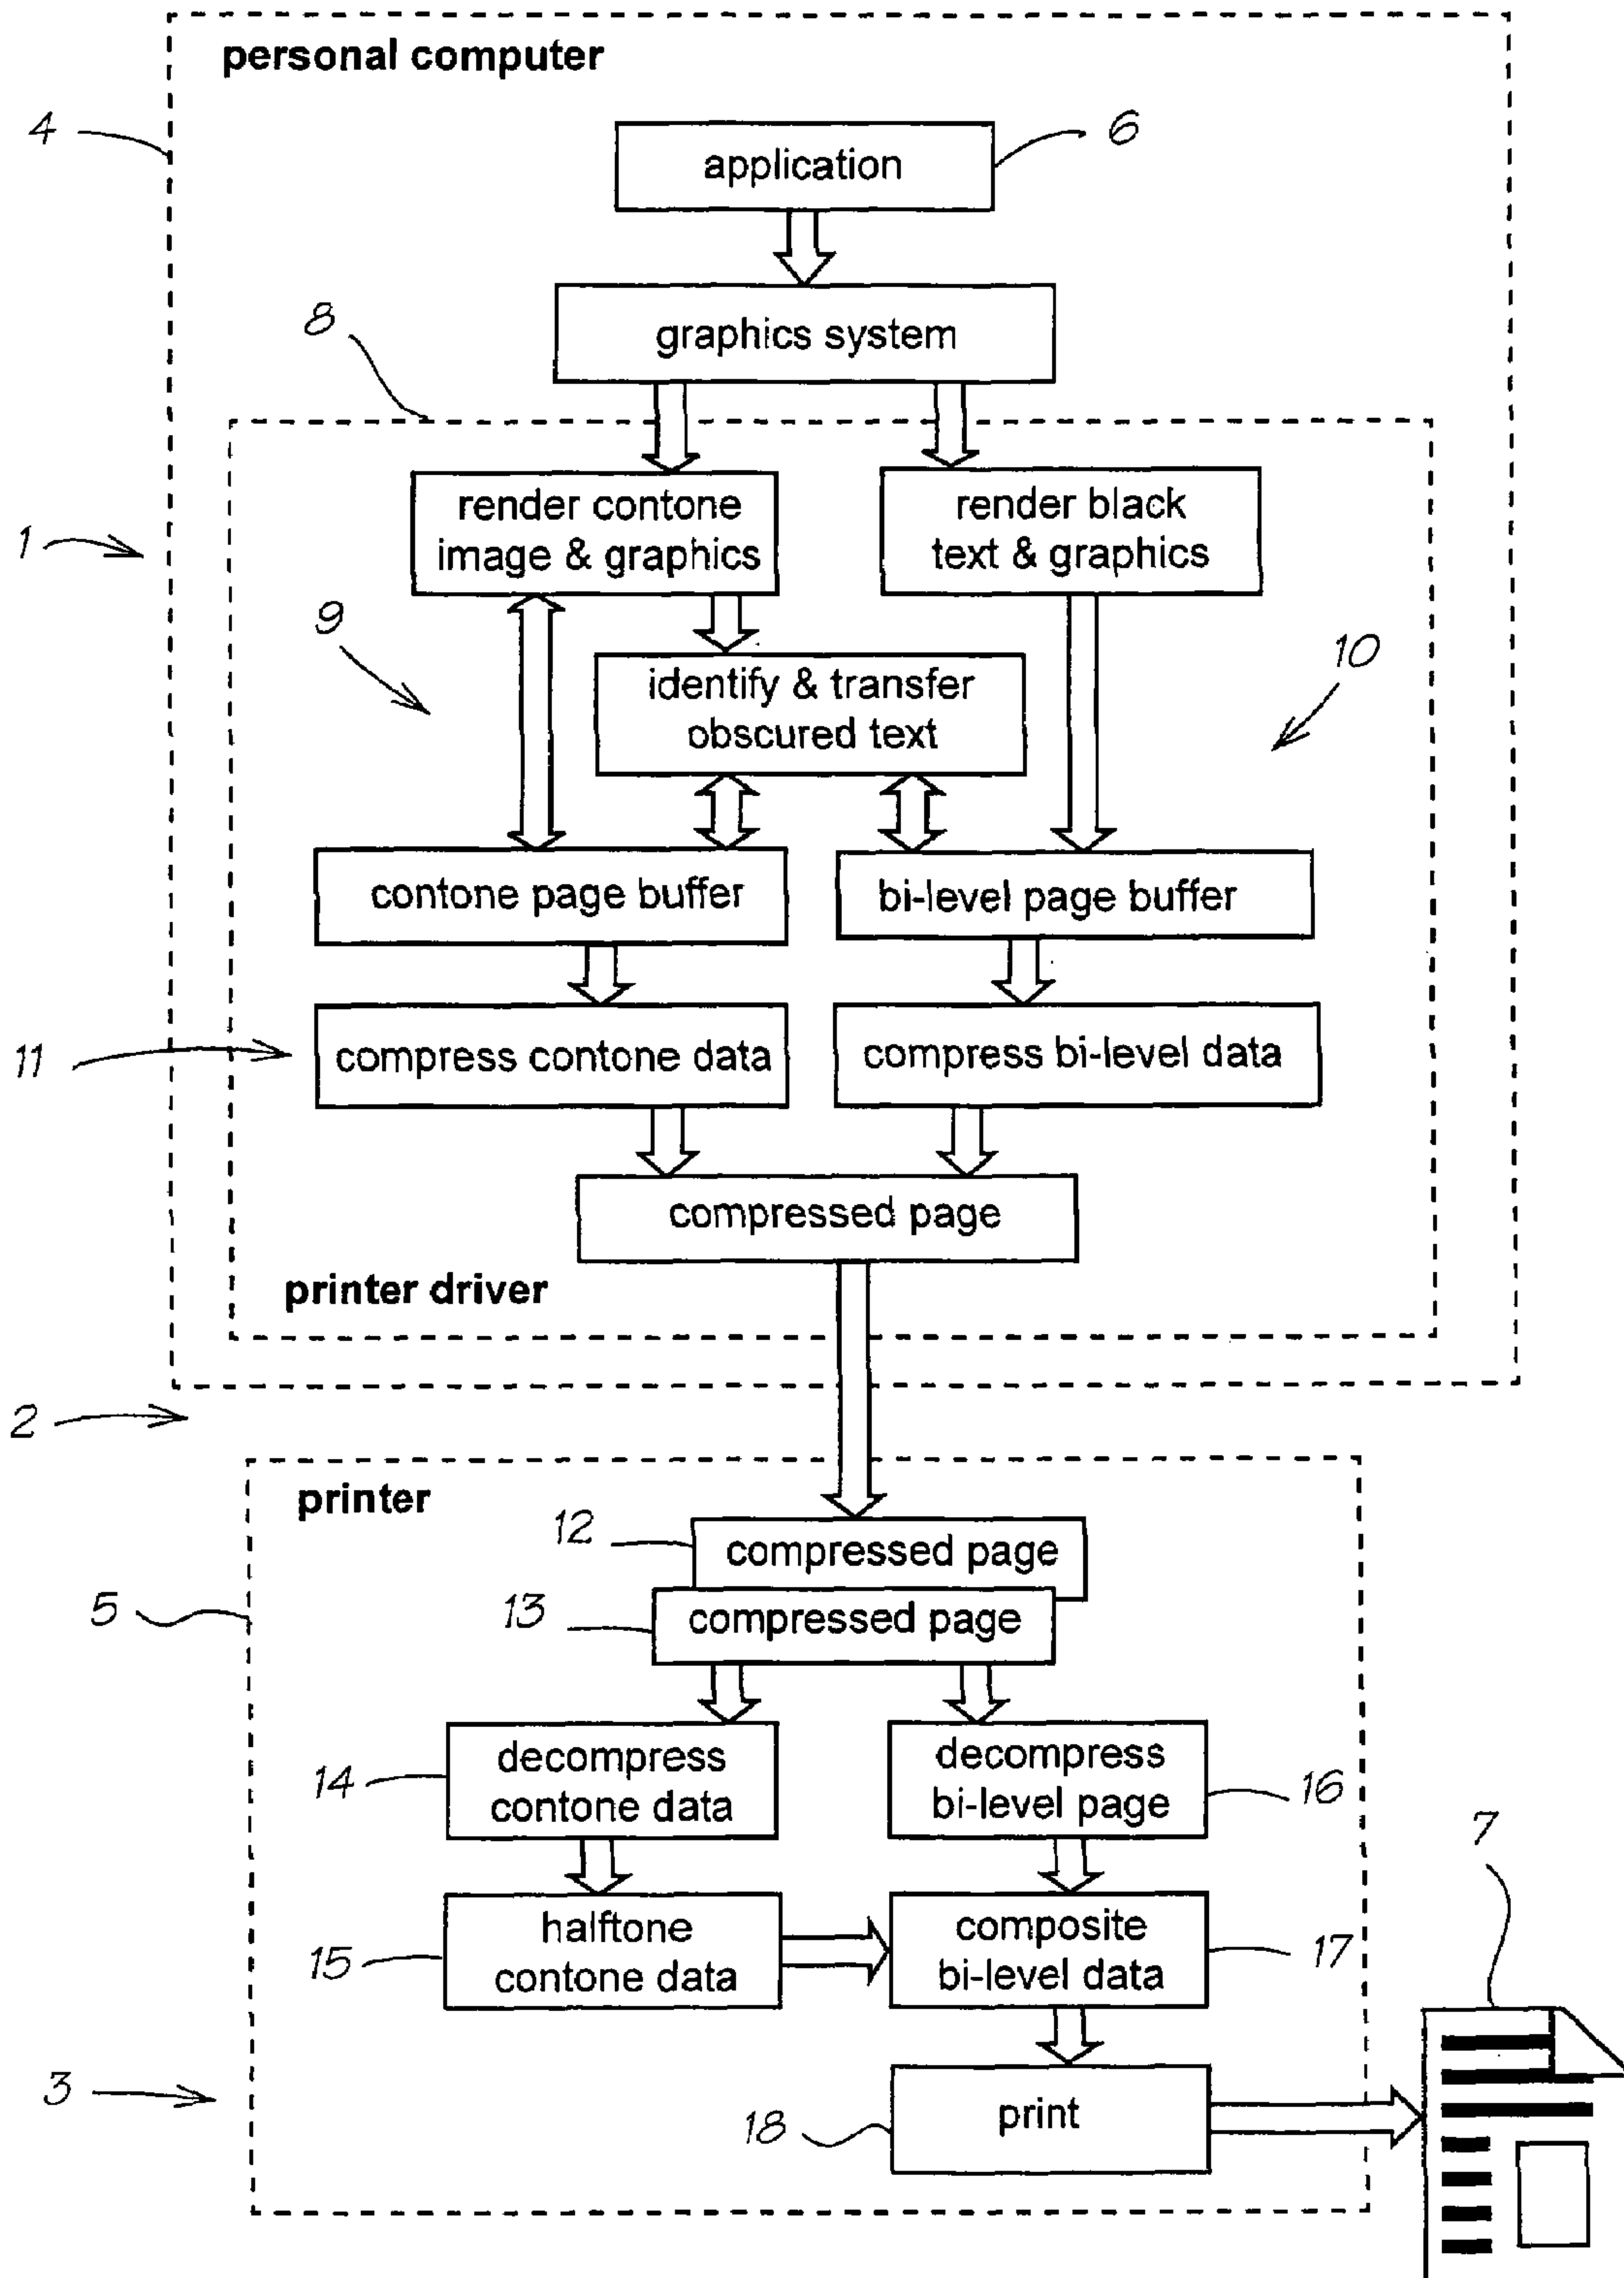 personal computer
4
6
application
graphics system
8
render contone
image & graphics
render black
text & graphics
1
9
10
identify & transfer
obscured text
contone page buffer
bi-level page buffer
11
compress contone data
compress bi-level data
compressed page
printer driver
2
printer
12
compressed page
5
13
compressed page
14
decompress
contone data
decompress
bi-level page
16
7
15
halftone
contone data
composite
bi-level data
17
3
18
print